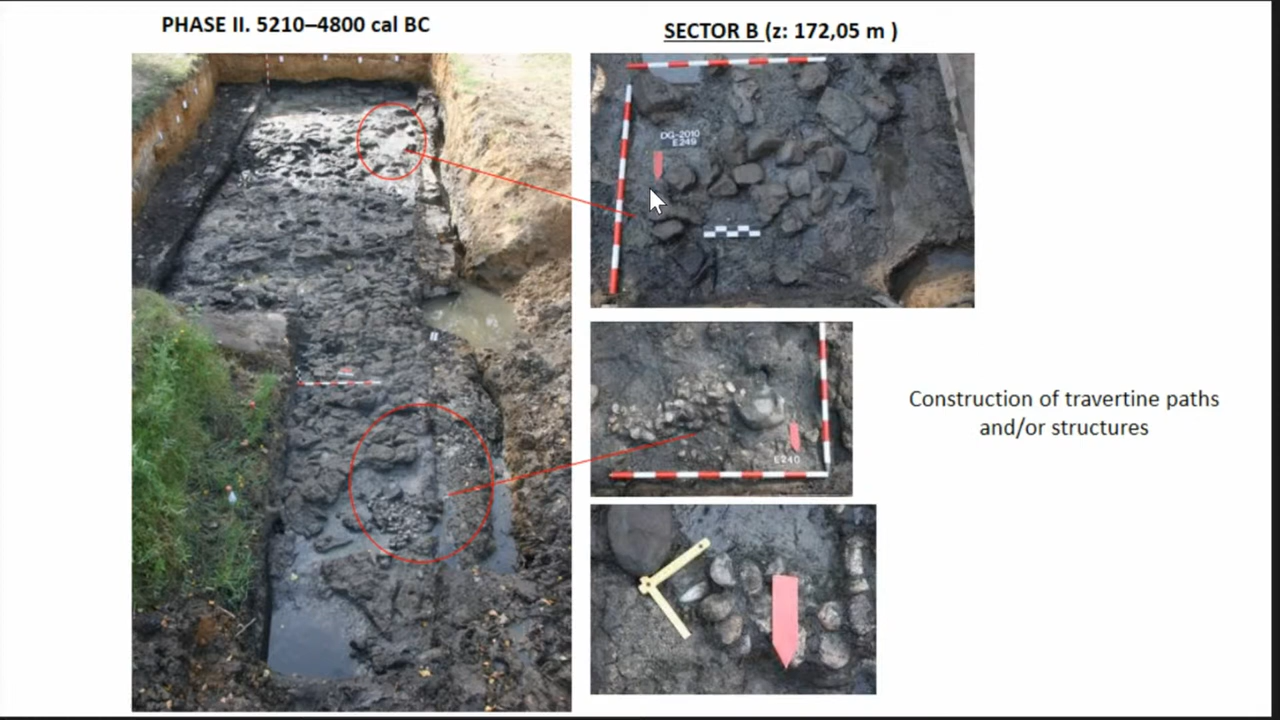 PHASE II. 5210–4800 cal BC
SECTOR B (z: 172,05 m )
DG-2010
E249
E240
Construction of travertine paths
and/or structures